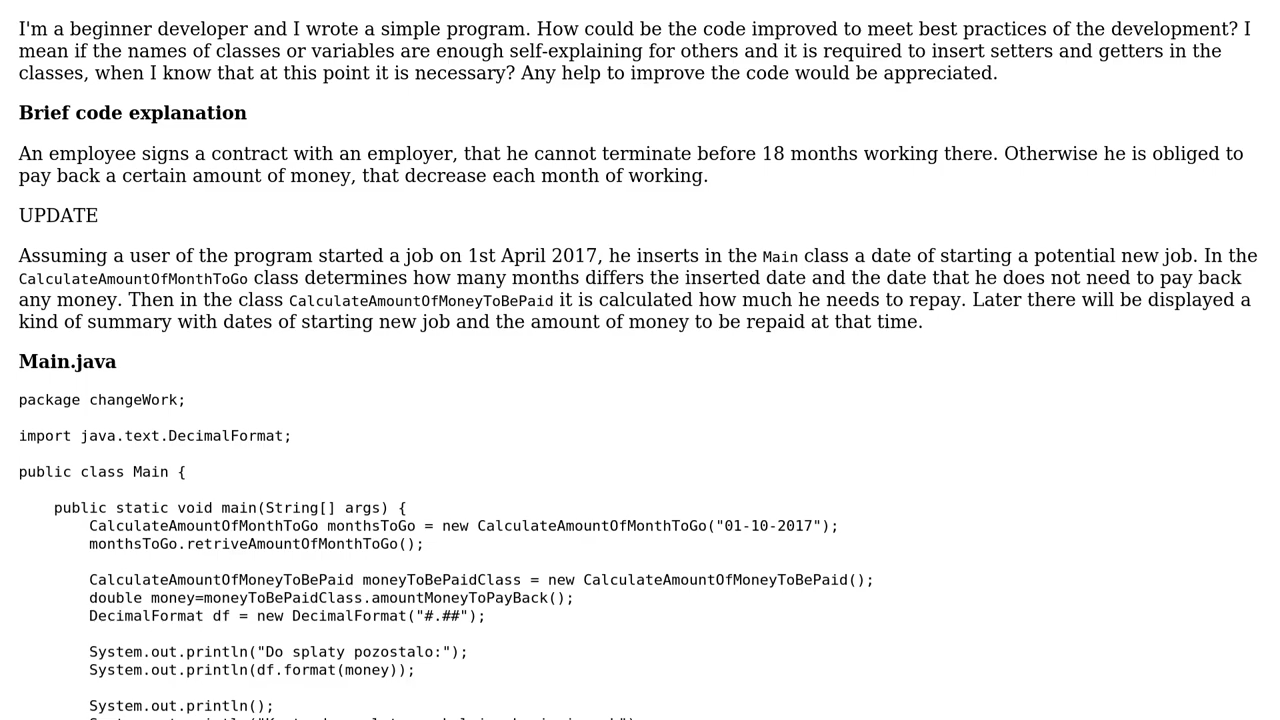 I'm a beginner developer and I wrote a simple program. How could be the code improved to meet best practices of the development? I
mean if the names of classes or variables are enough self-explaining for others and it is required to insert setters and getters in the
classes, when I know that at this point it is necessary? Any help to improve the code would be appreciated.
Brief code explanation
An employee signs a contract with an employer, that he cannot terminate before 18 months working there. Otherwise he is obliged to
pay back a certain amount of money, that decrease each month of working.
UPDATE
Assuming a user of the program started a job on 1st April 2017, he inserts in the Main class a date of starting a potential new job. In the
CalculateAmountOfMonthToGo class determines how many months differs the inserted date and the date that he does not need to pay back
any money. Then in the class CalculateAmountOfMoneyToBePaid it is calculated how much he needs to repay. Later there will be displayed a
kind of summary with dates of starting new job and the amount of money to be repaid at that time.
Main.java
package changeWork;
import java.text.DecimalFormat;
public class Main {
public static void main(String[] args) {
CalculateAmountOfMonthToGo monthsToGo = new CalculateAmountOfMonthToGo("01-10-2017");
monthsToGo.retriveAmountOfMonthToGo();
CalculateAmountOfMoneyToBePaid moneyToBePaidClass = new CalculateAmountOfMoneyToBePaid();
double money=moneyToBePaidClass.amountMoneyToPayBack();
DecimalFormat df = new DecimalFormat("#.##");
System.out.println("Do splaty pozostalo:");
System.out.println(df.format(money));
System.out.println();